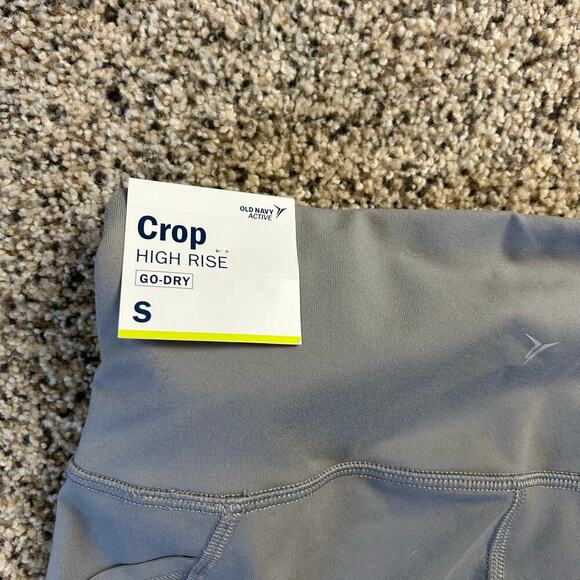 OLD NAVY
ACTIVE
Crop
HIGH RISE
GO-DRY
S